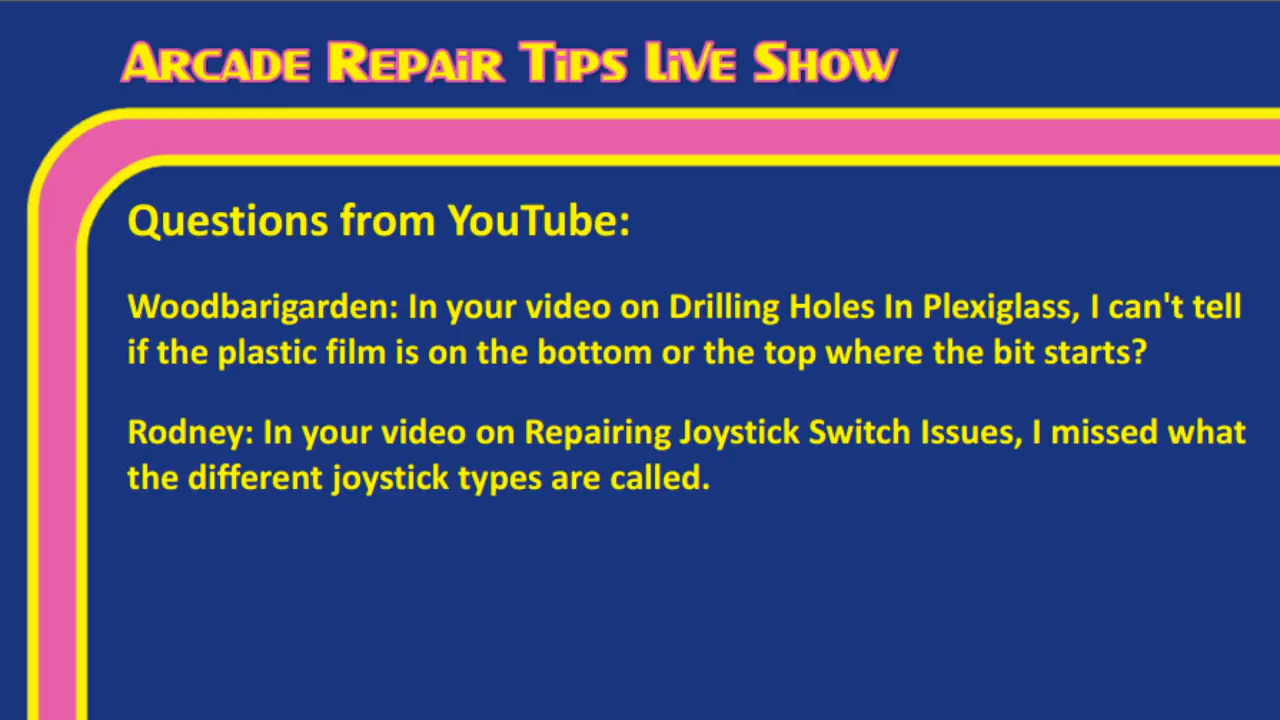 Arcade Repair Tips Live Show
Questions from YouTube:
Woodbarigarden: In your video on Drilling Holes In Plexiglass, I can't tell
if the plastic film is on the bottom or the top where the bit starts?
Rodney: In your video on Repairing Joystick Switch Issues, I missed what
the different joystick types are called.